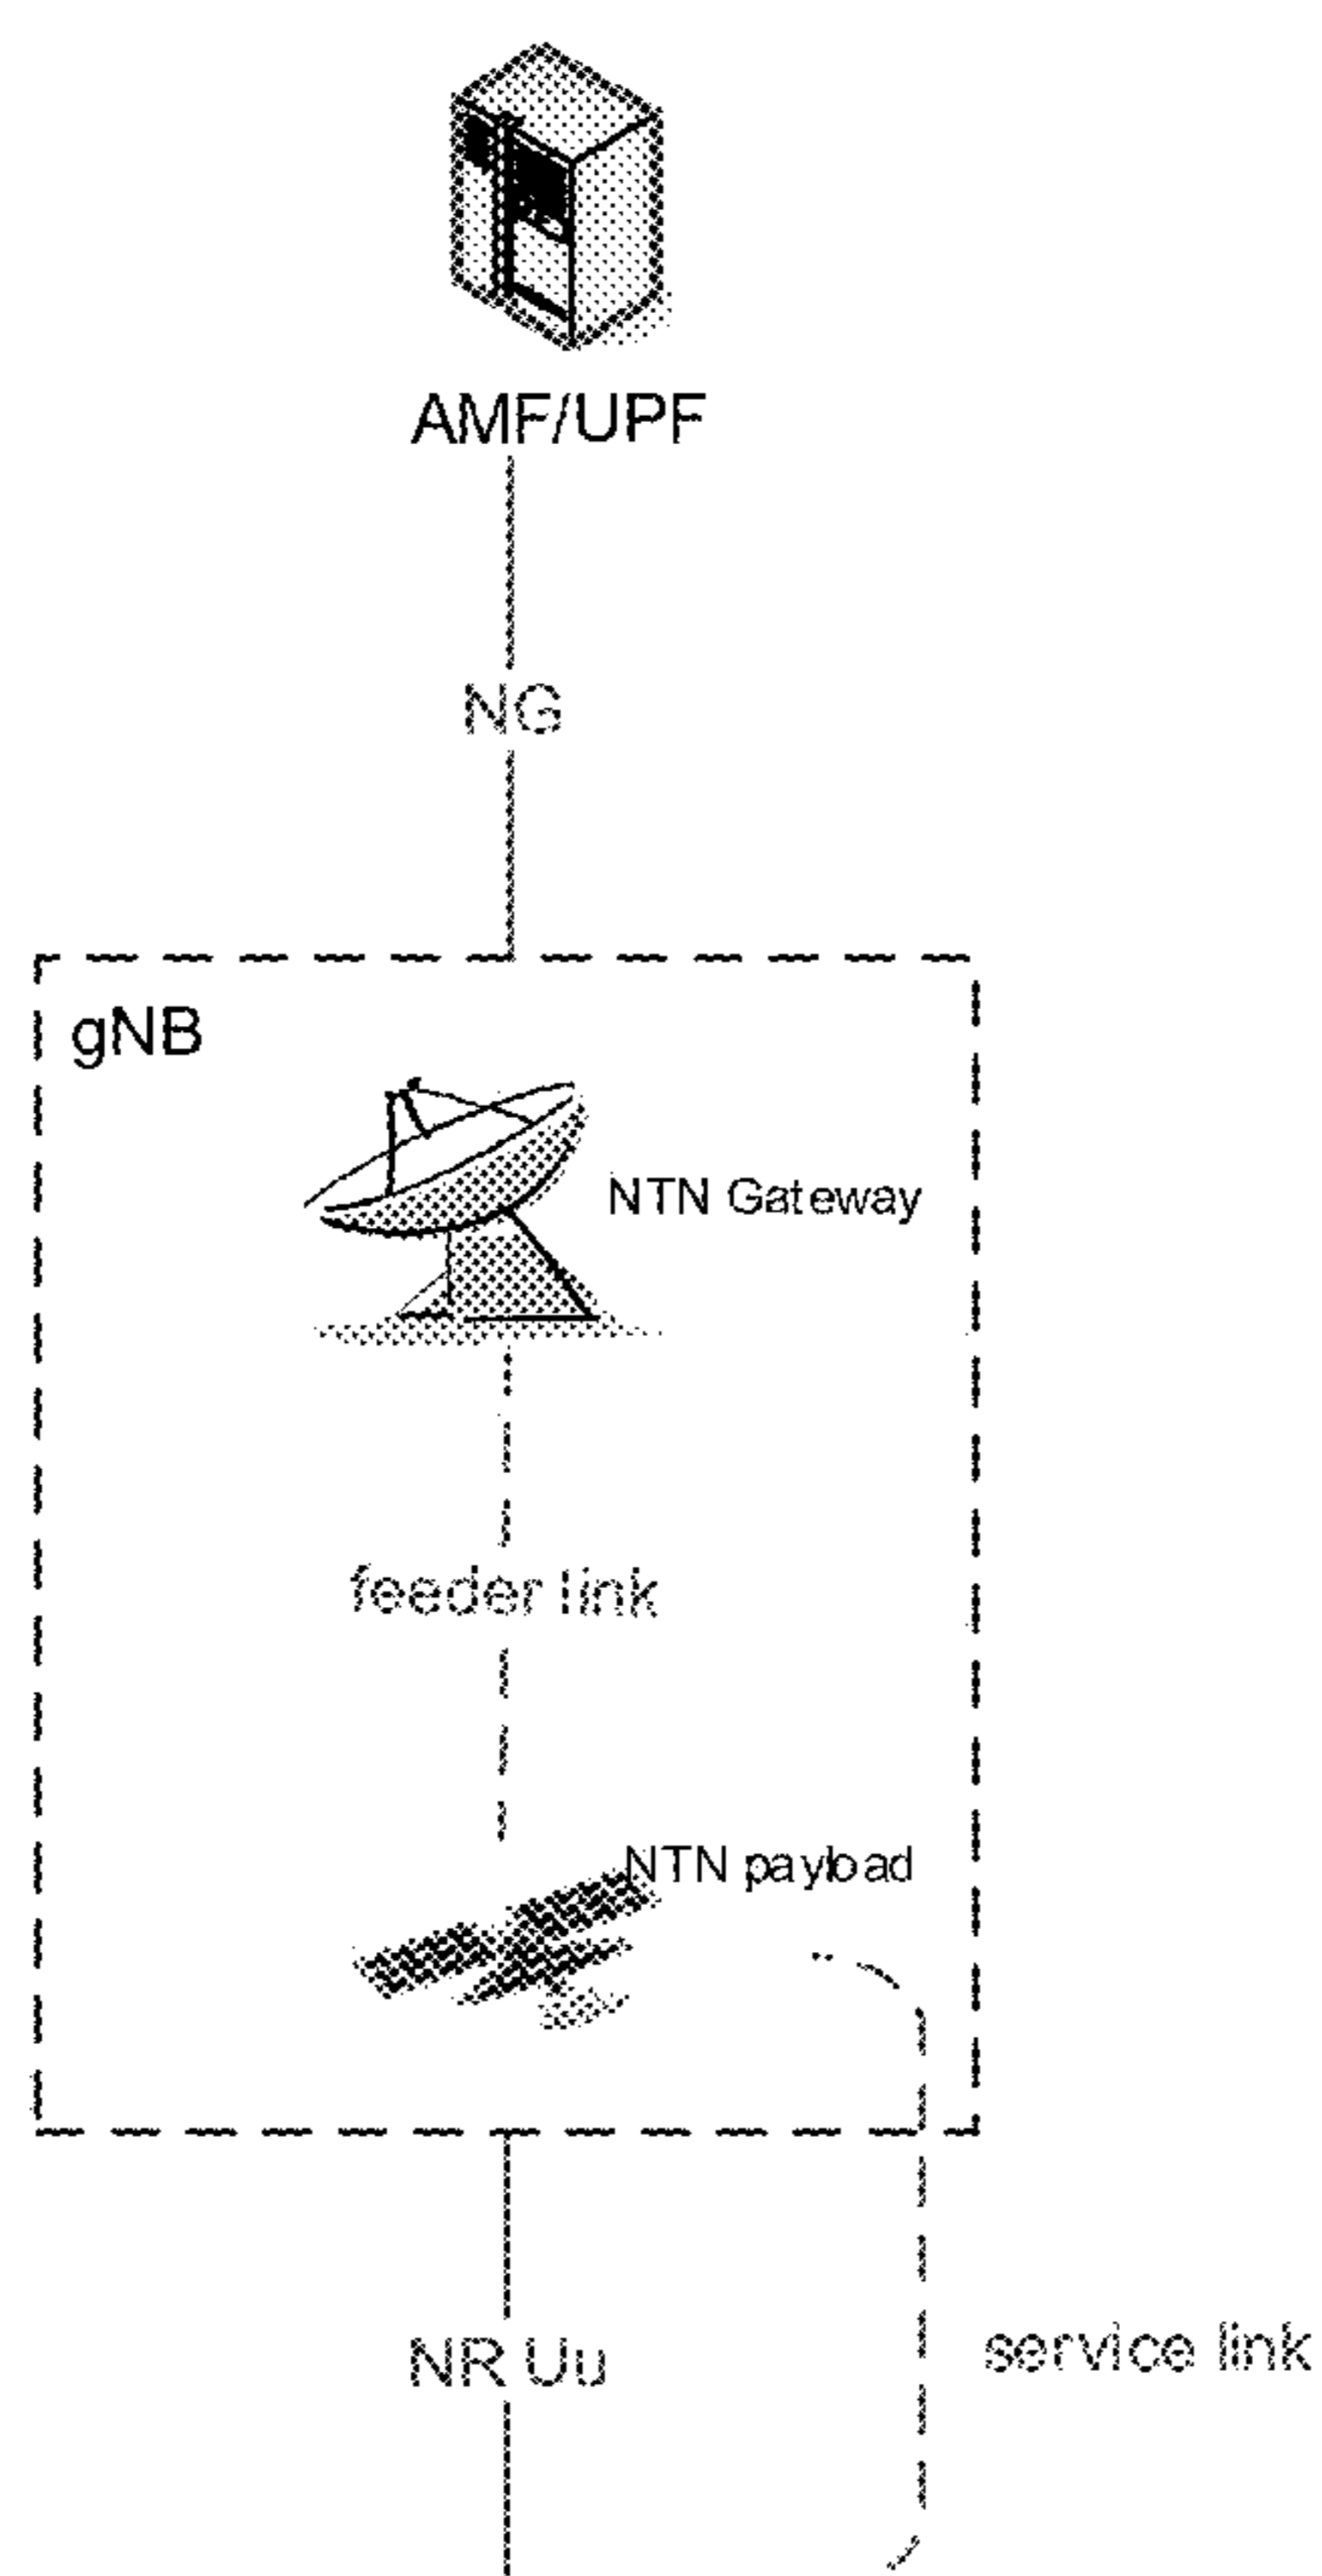 AMF/UPF
NG
gNB
NTN Gateway
feeder link
NTN payload
NR Uu
service link